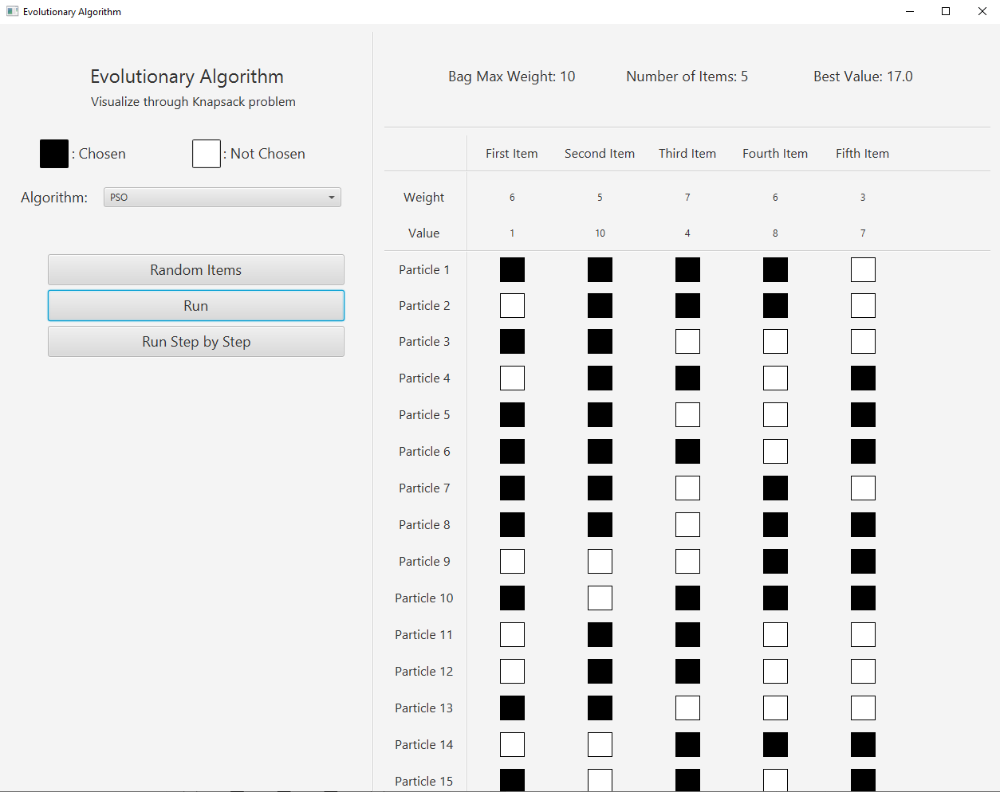 Evolutionary Algorithm
Evolutionary Algorithm
Visualize through Knapsack problem
: Chosen
: Not Chosen
Algorithm: PSO
Random Items
Run
Run Step by Step
Bag Max Weight: 10 Number of Items: 5 Best Value: 17.0
First Item Second Item Third Item Fourth Item Fifth Item
Weight 6 5 7 6 3
Value 1 10 4 8 7
Particle 1
Particle 2
Particle 3
Particle 4
Particle 5
Particle 6
Particle 7
Particle 8
Particle 9
Particle 10
Particle 11
Particle 12
Particle 13
Particle 14
Particle 15